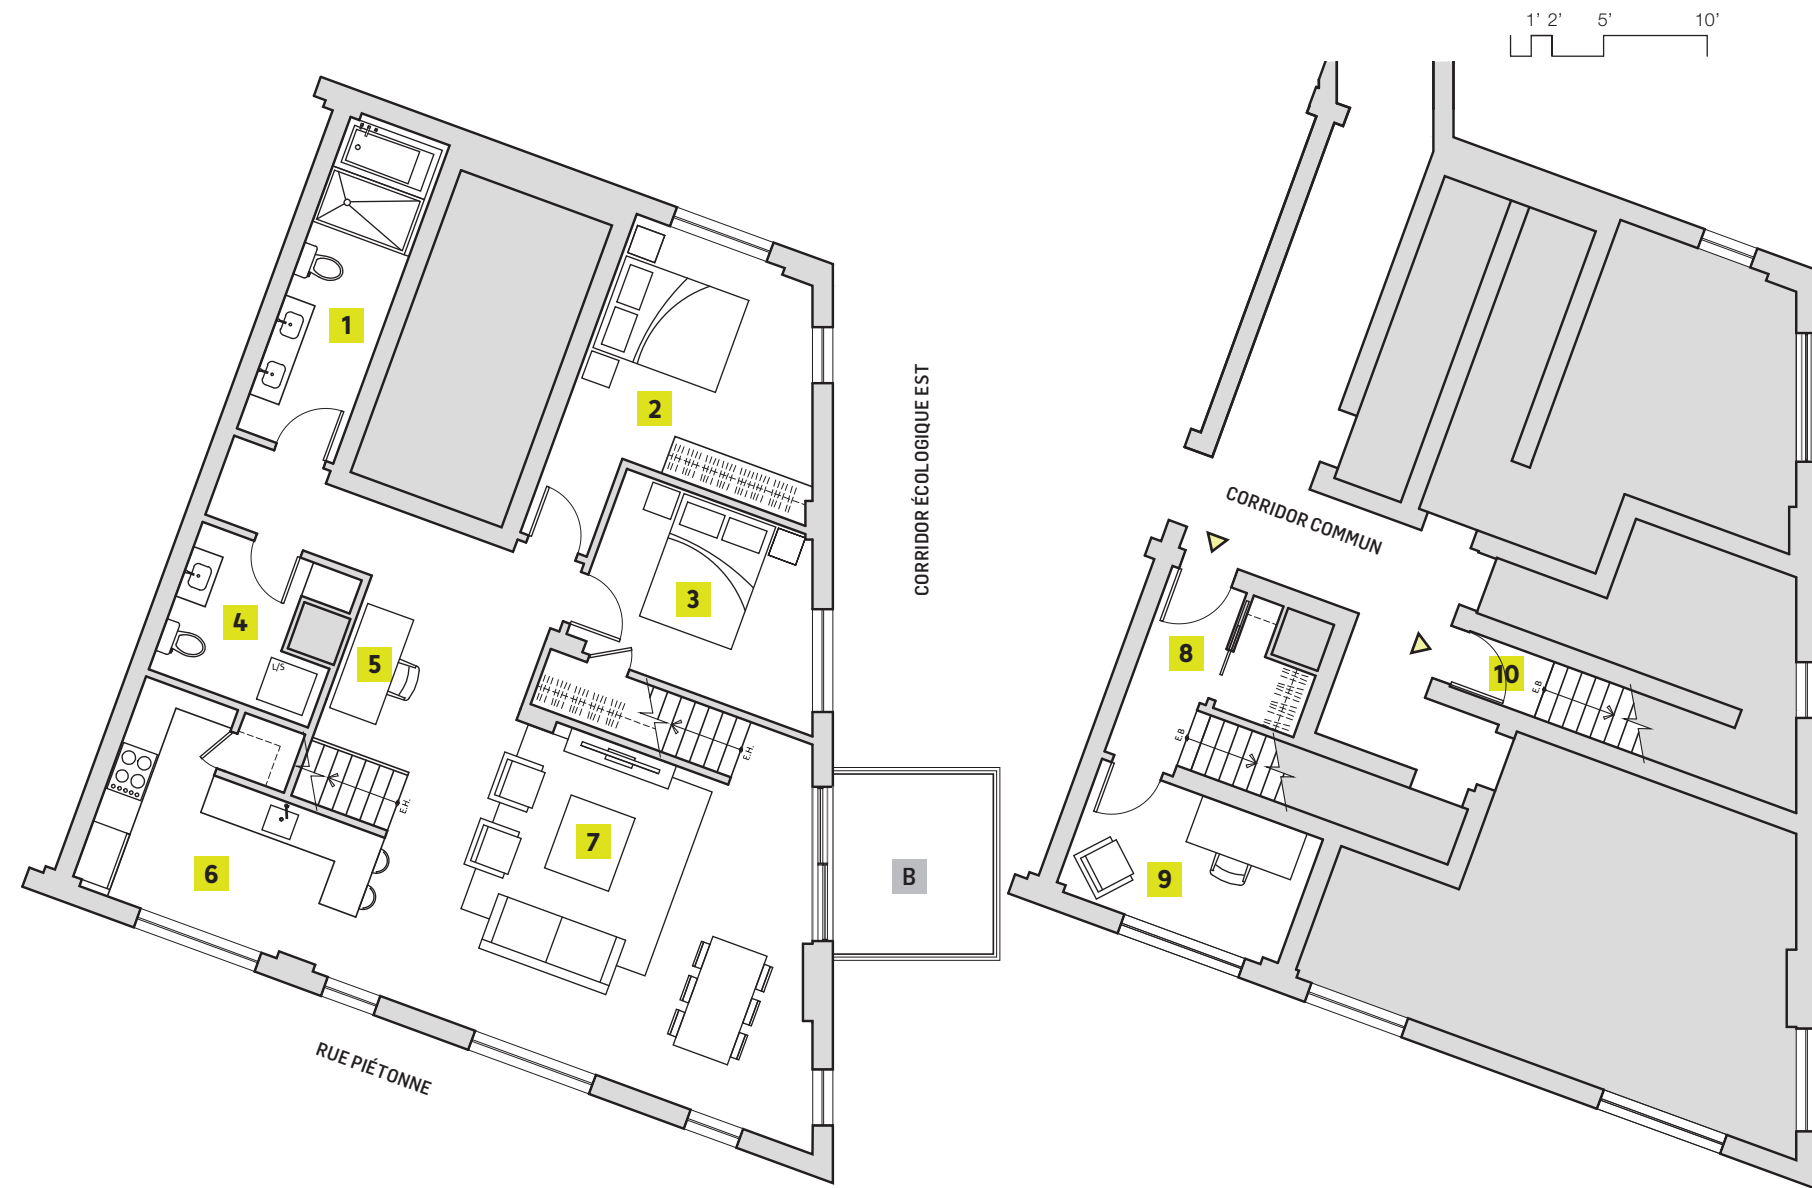 1' 2' 5' 10'
1
2
3
4
L/S
5
6
7
E.H.
E.H.
B
CORRIDOR ÉCOLOGIQUE EST
RUE PIÉTONNE
CORRIDOR COMMUN
8
E.B
9
10
E.B